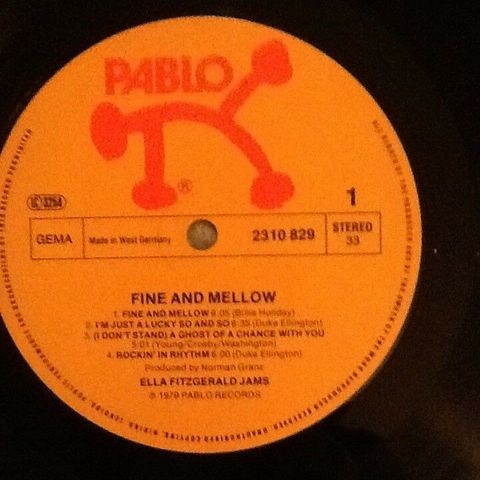 PABLO
®
LC 3254
1
GEMA
Made in West Germany
2310 829
STEREO
33
FINE AND MELLOW
1. FINE AND MELLOW 6:05 (Billie Holiday)
2. I'M JUST A LUCKY SO AND SO 6:35 (Duke Ellington)
3. (I DON'T STAND) A GHOST OF A CHANCE WITH YOU
5:01 (Young/Crosby/Washington)
4. ROCKIN' IN RHYTHM 6:00 (Duke Ellington)
Produced by Norman Granz
ELLA FITZGERALD JAMS
℗ 1979 PABLO RECORDS